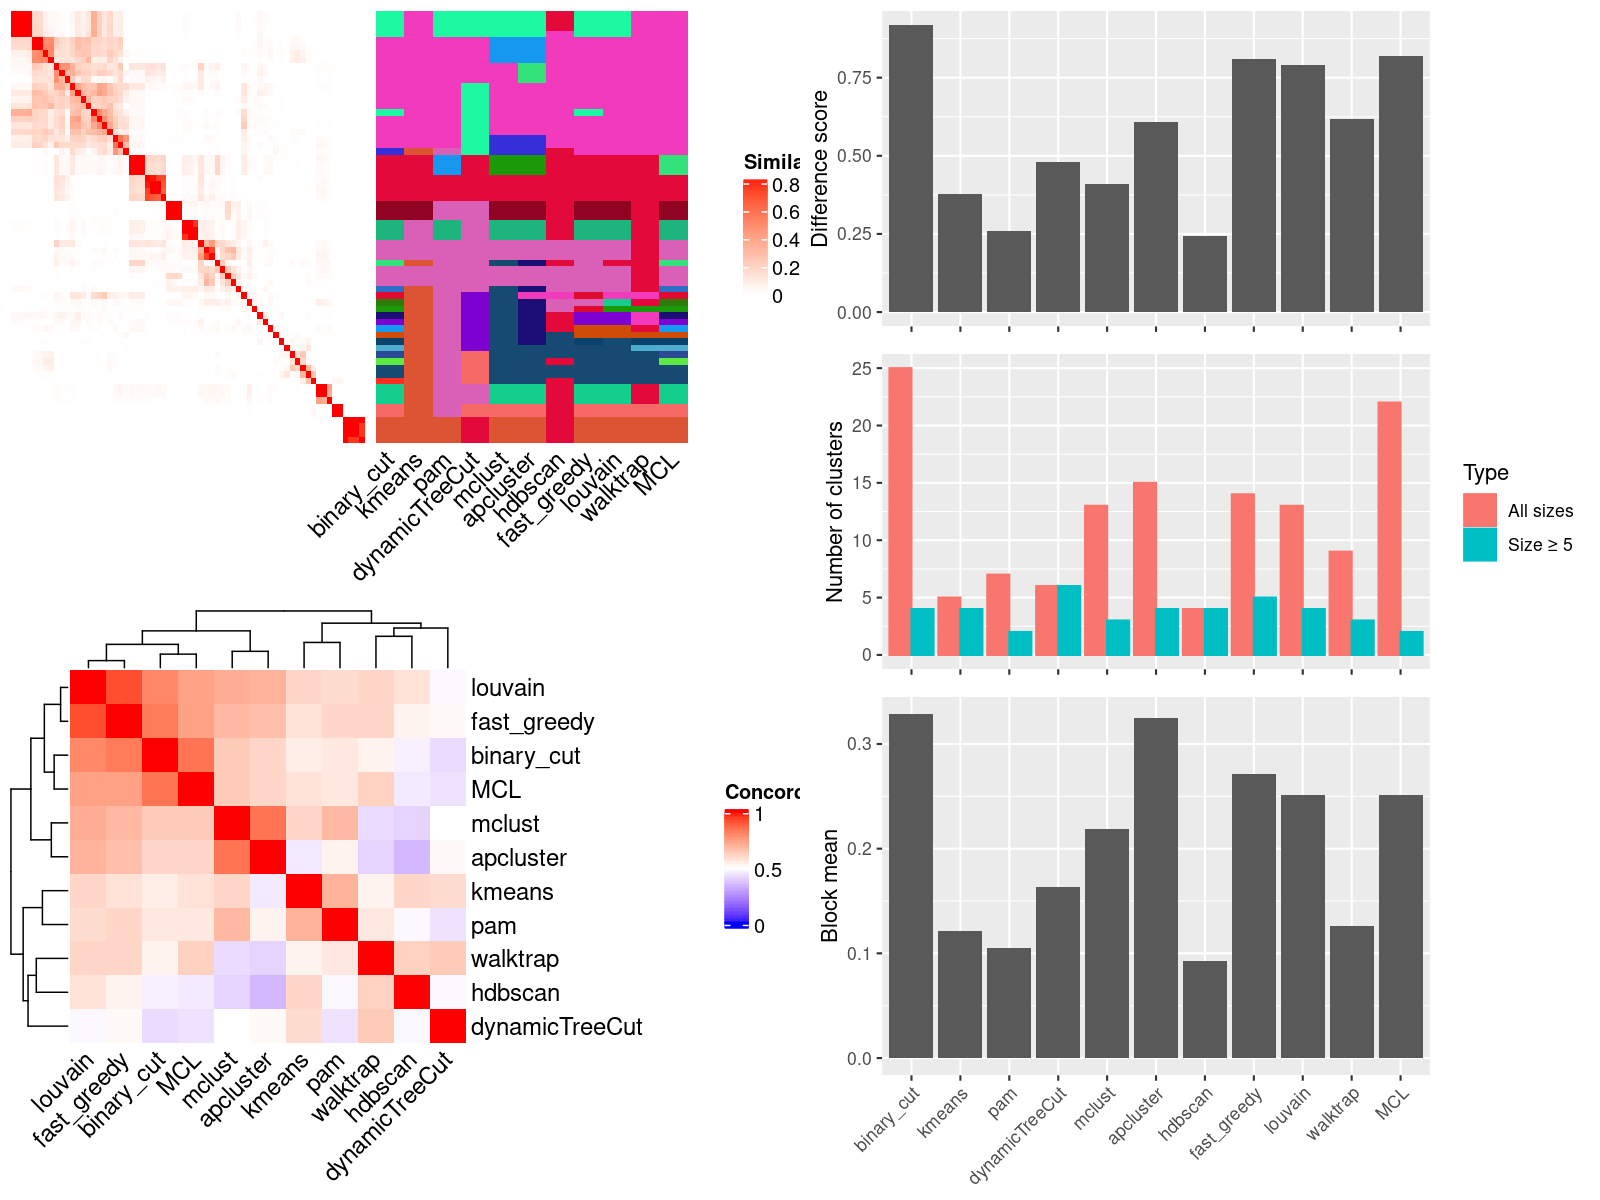 Simila
0.8
0.6
0.4
0.2
0
binary_cut
kmeans
pam
dynamicTreeCut
mclust
apcluster
hdbscan
fast_greedy
louvain
walktrap
MCL
Difference score
0.75
0.50
0.25
0.00
Number of clusters
25
20
15
10
5
0
Type
All sizes
Size ≥ 5
louvain
fast_greedy
binary_cut
MCL
mclust
apcluster
kmeans
pam
walktrap
hdbscan
dynamicTreeCut
louvain
fast_greedy
binary_cut
MCL
mclust
apcluster
kmeans
pam
walktrap
hdbscan
dynamicTreeCut
Concord
1
0.5
0
Block mean
0.3
0.2
0.1
0.0
binary_cut
kmeans
pam
dynamicTreeCut
mclust
apcluster
hdbscan
fast_greedy
louvain
walktrap
MCL